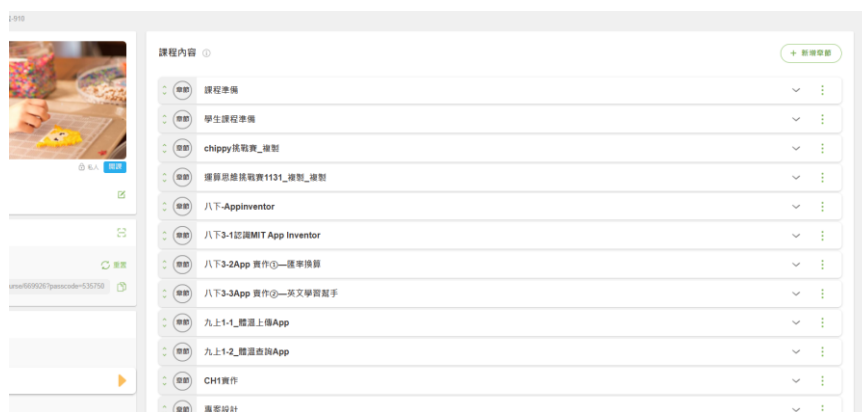 -910
課程內容
+ 新增章節
章節 課程準備
章節 學生課程準備
章節 chippy挑戰賽_複製
章節 運算思維挑戰賽1131_複製_複製
章節 八下-Appinventor
章節 八下3-1認識MIT App Inventor
章節 八下3-2App 實作①—匯率換算
章節 八下3-3App 實作②—英文學習幫手
章節 九上1-1_體溫上傳App
章節 九上1-2_體溫查詢App
章節 CH1實作
章節 專案設計
私人 開課
重置
urse/669926?passcode=535758